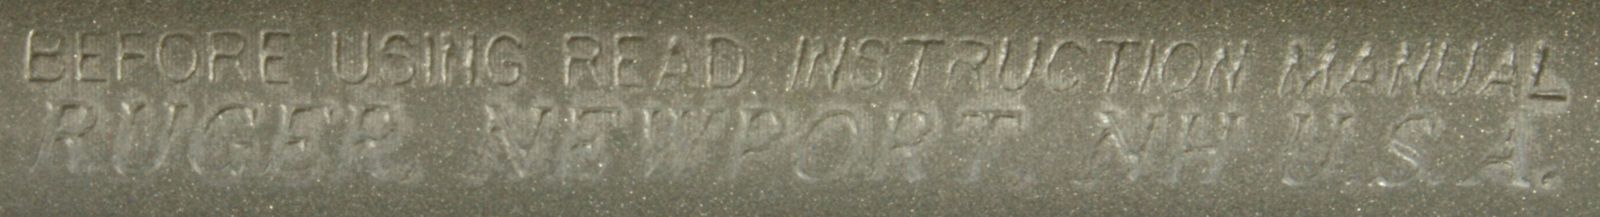 BEFORE USING READ INSTRUCTION MANUAL
RUGER. NEWPORT. NH U.S.A.